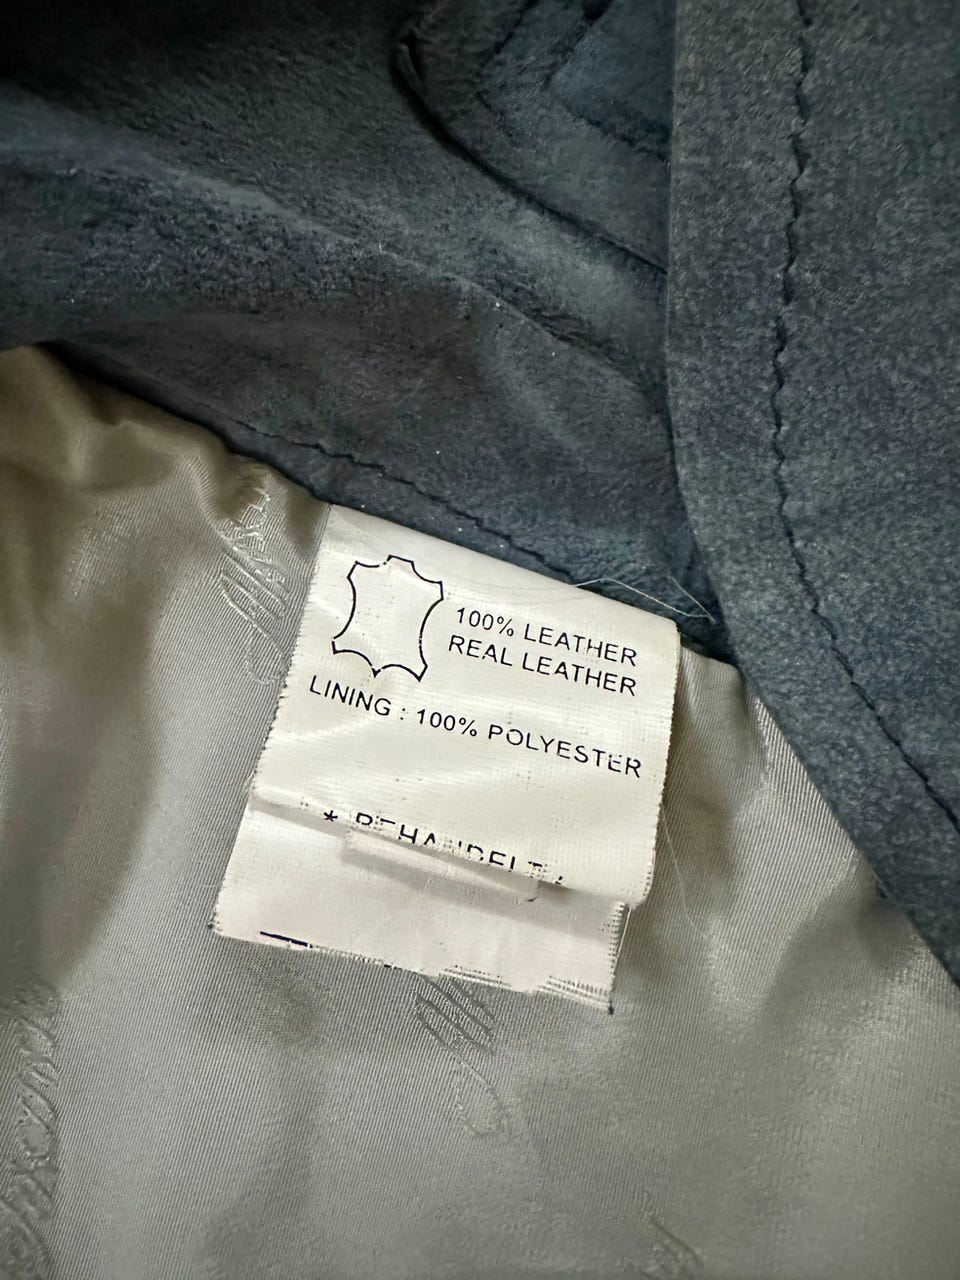 100% LEATHER
REAL LEATHER
LINING : 100% POLYESTER